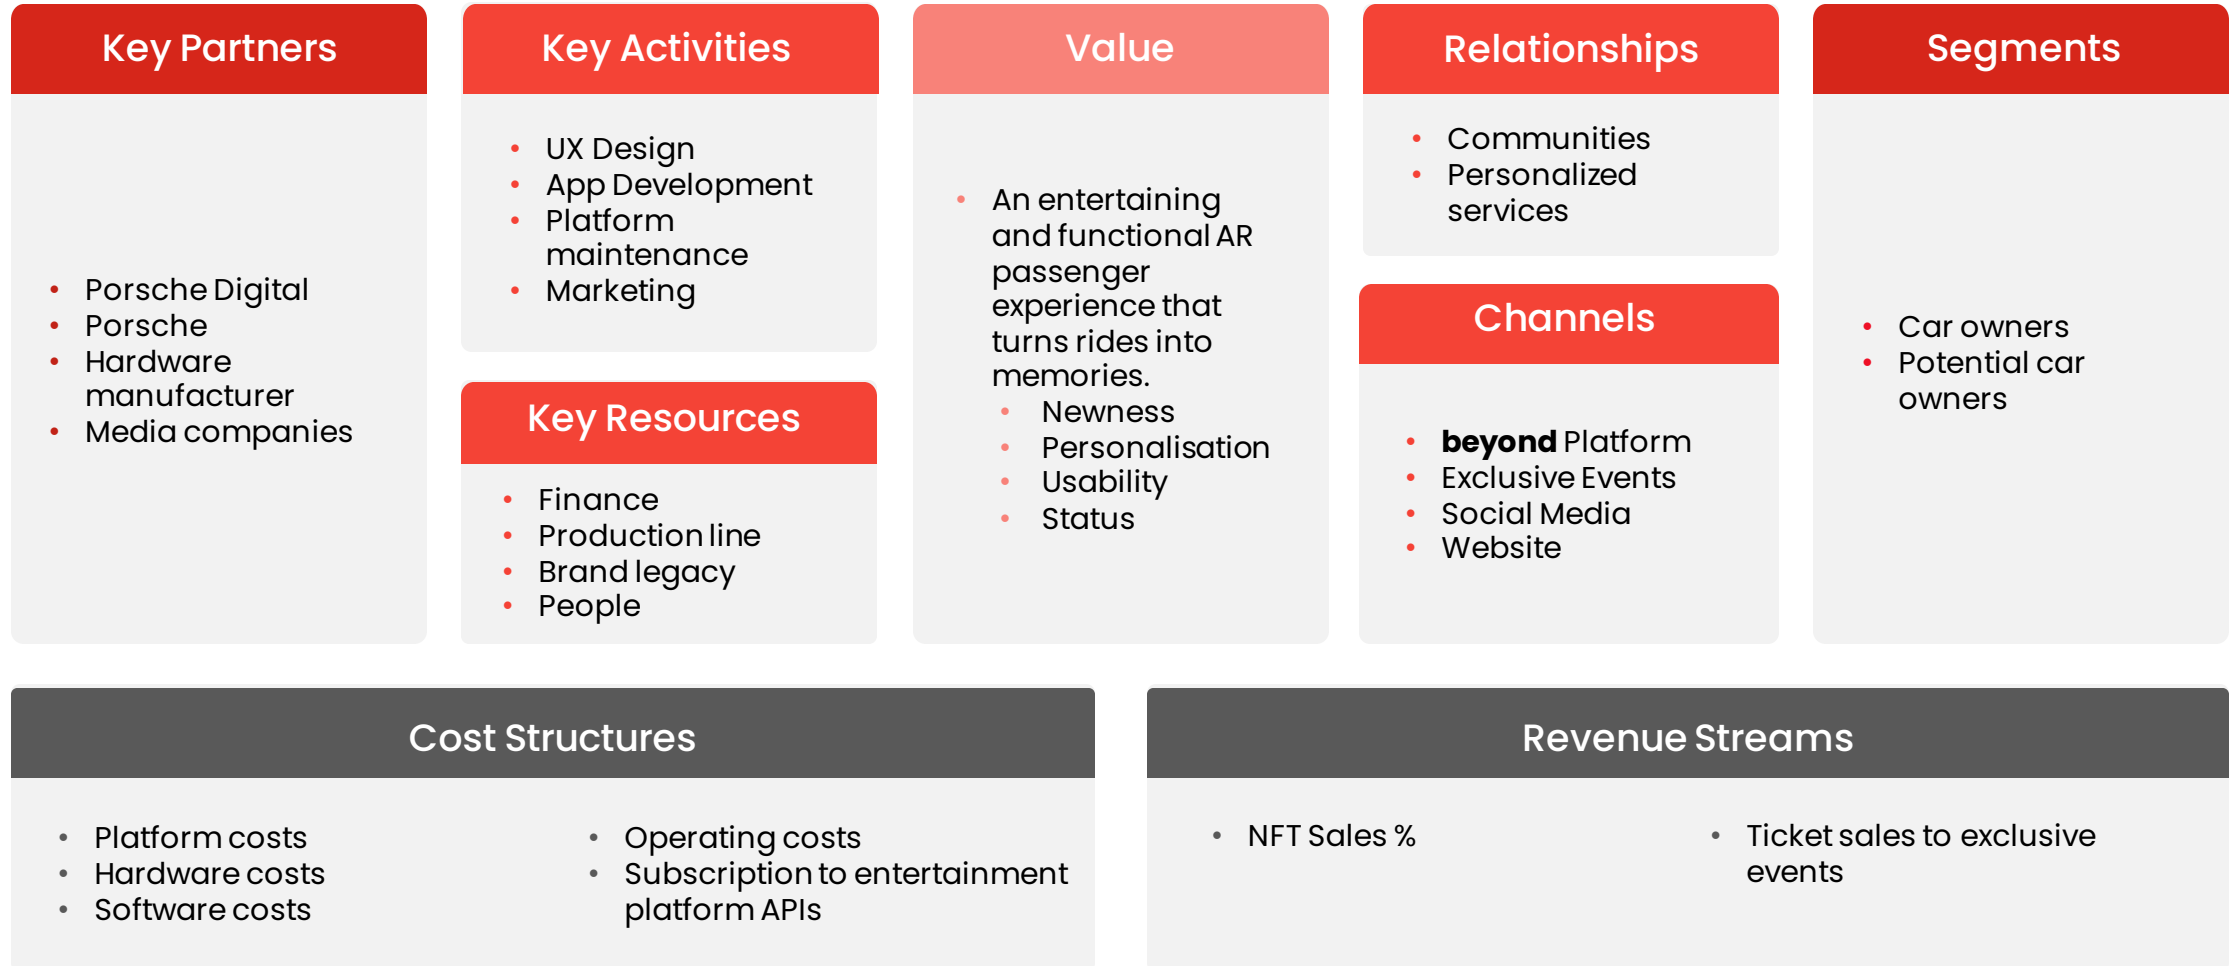 Key Partners
Porsche Digital
Porsche
Hardware
manufacturer
Media companies
Key Activities
UX Design
App Development
Platform
maintenance
Marketing
Key Resources
Finance
Production line
Brand legacy
People
Value
An entertaining
and functional AR
passenger
experience that
turns rides into
memories.
Newness
Personalisation
Usability
Status
Relationships
Communities
Personalized
services
Channels
beyond Platform
Exclusive Events
Social Media
Website
Segments
Car owners
Potential car
owners
Cost Structures
Platform costs
Hardware costs
Software costs
Operating costs
Subscription to entertainment
platform APIs
Revenue Streams
NFT Sales %
Ticket sales to exclusive
events